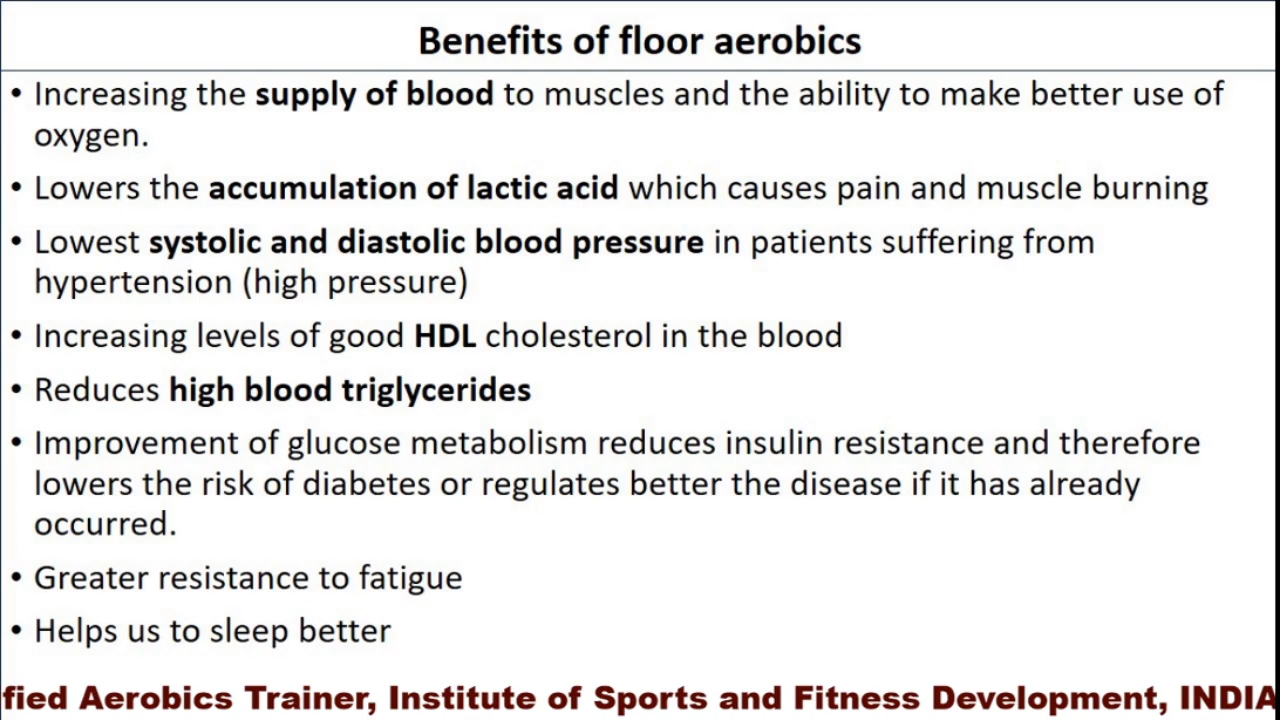 Benefits of floor aerobics
• Increasing the supply of blood to muscles and the ability to make better use of
oxygen.
• Lowers the accumulation of lactic acid which causes pain and muscle burning
• Lowest systolic and diastolic blood pressure in patients suffering from
hypertension (high pressure)
• Increasing levels of good HDL cholesterol in the blood
• Reduces high blood triglycerides
• Improvement of glucose metabolism reduces insulin resistance and therefore
lowers the risk of diabetes or regulates better the disease if it has already
occurred.
• Greater resistance to fatigue
• Helps us to sleep better
fied Aerobics Trainer, Institute of Sports and Fitness Development, INDIA